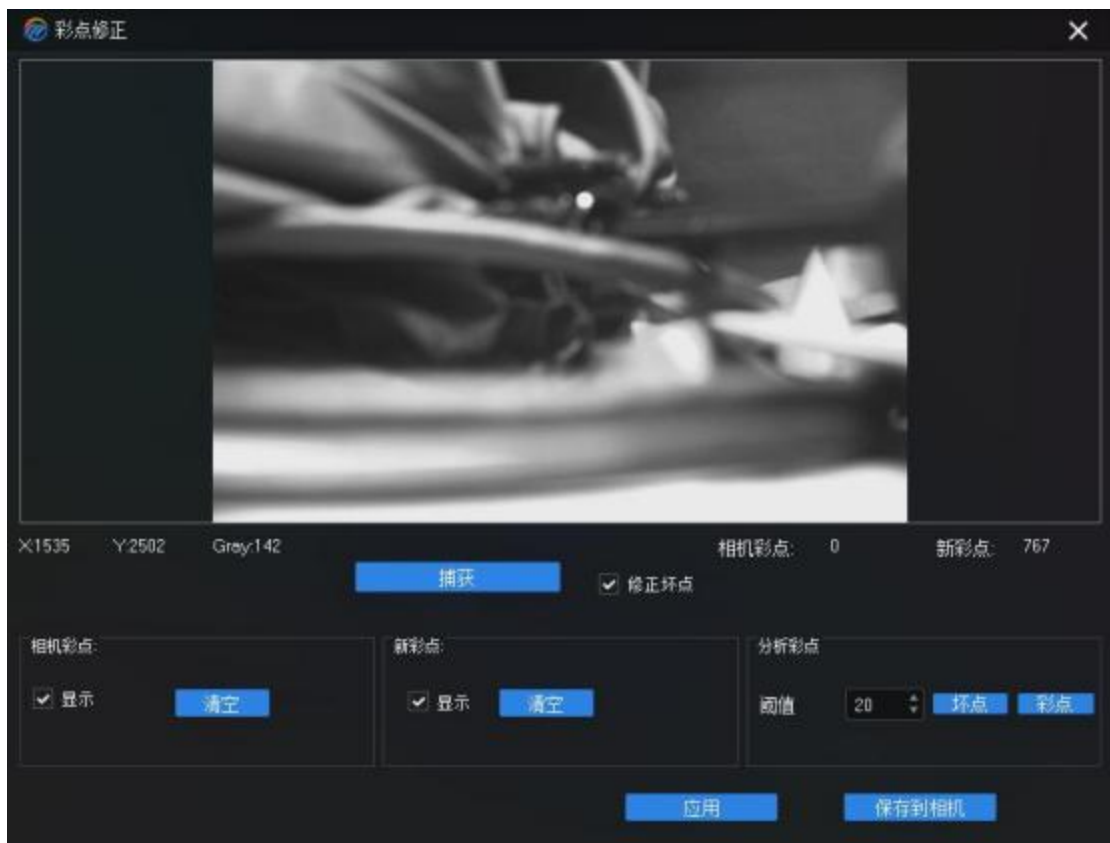 彩点修正
X:1535 Y:2502 Gray:142 相机彩点: 0 新彩点: 767
捕获 修正坏点
相机彩点: 新彩点: 分析彩点
显示 清空 显示 清空 阈值 20 坏点 彩点
应用 保存到相机